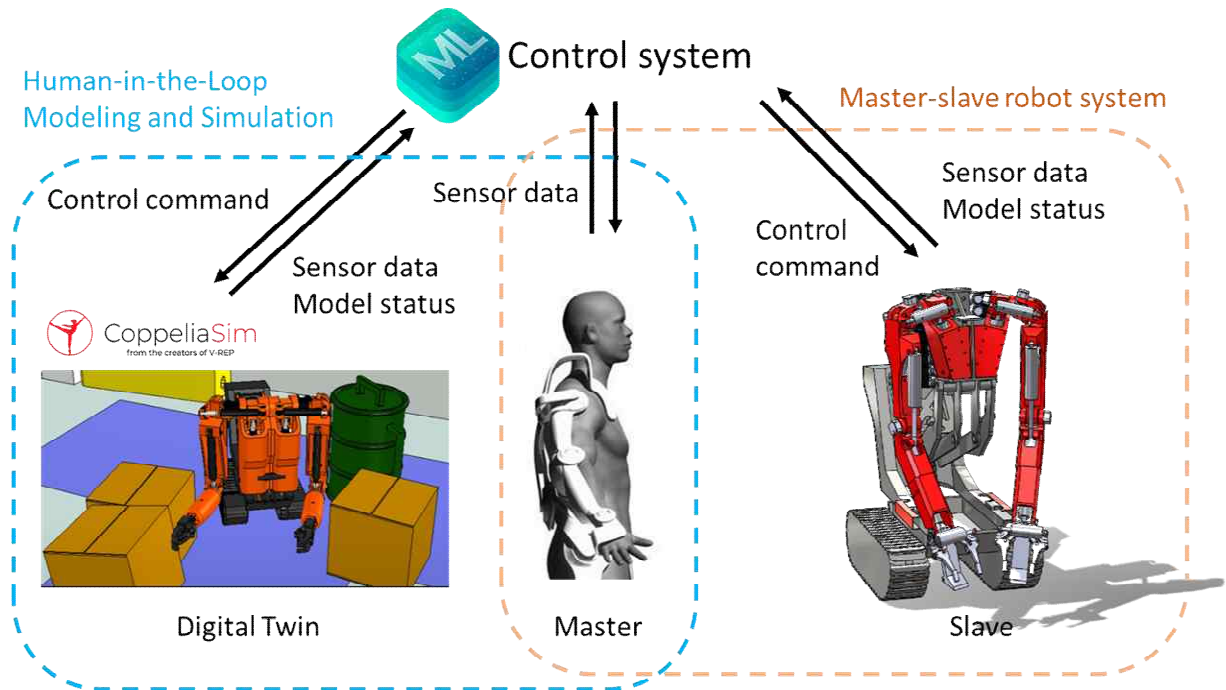 ML
Control system
Human-in-the-Loop
Modeling and Simulation
Master-slave robot system
Control command
Sensor data
Sensor data
Model status
Control
command
Sensor data
Model status
CoppeliaSim
from the creators of V-REP
Digital Twin
Master
Slave